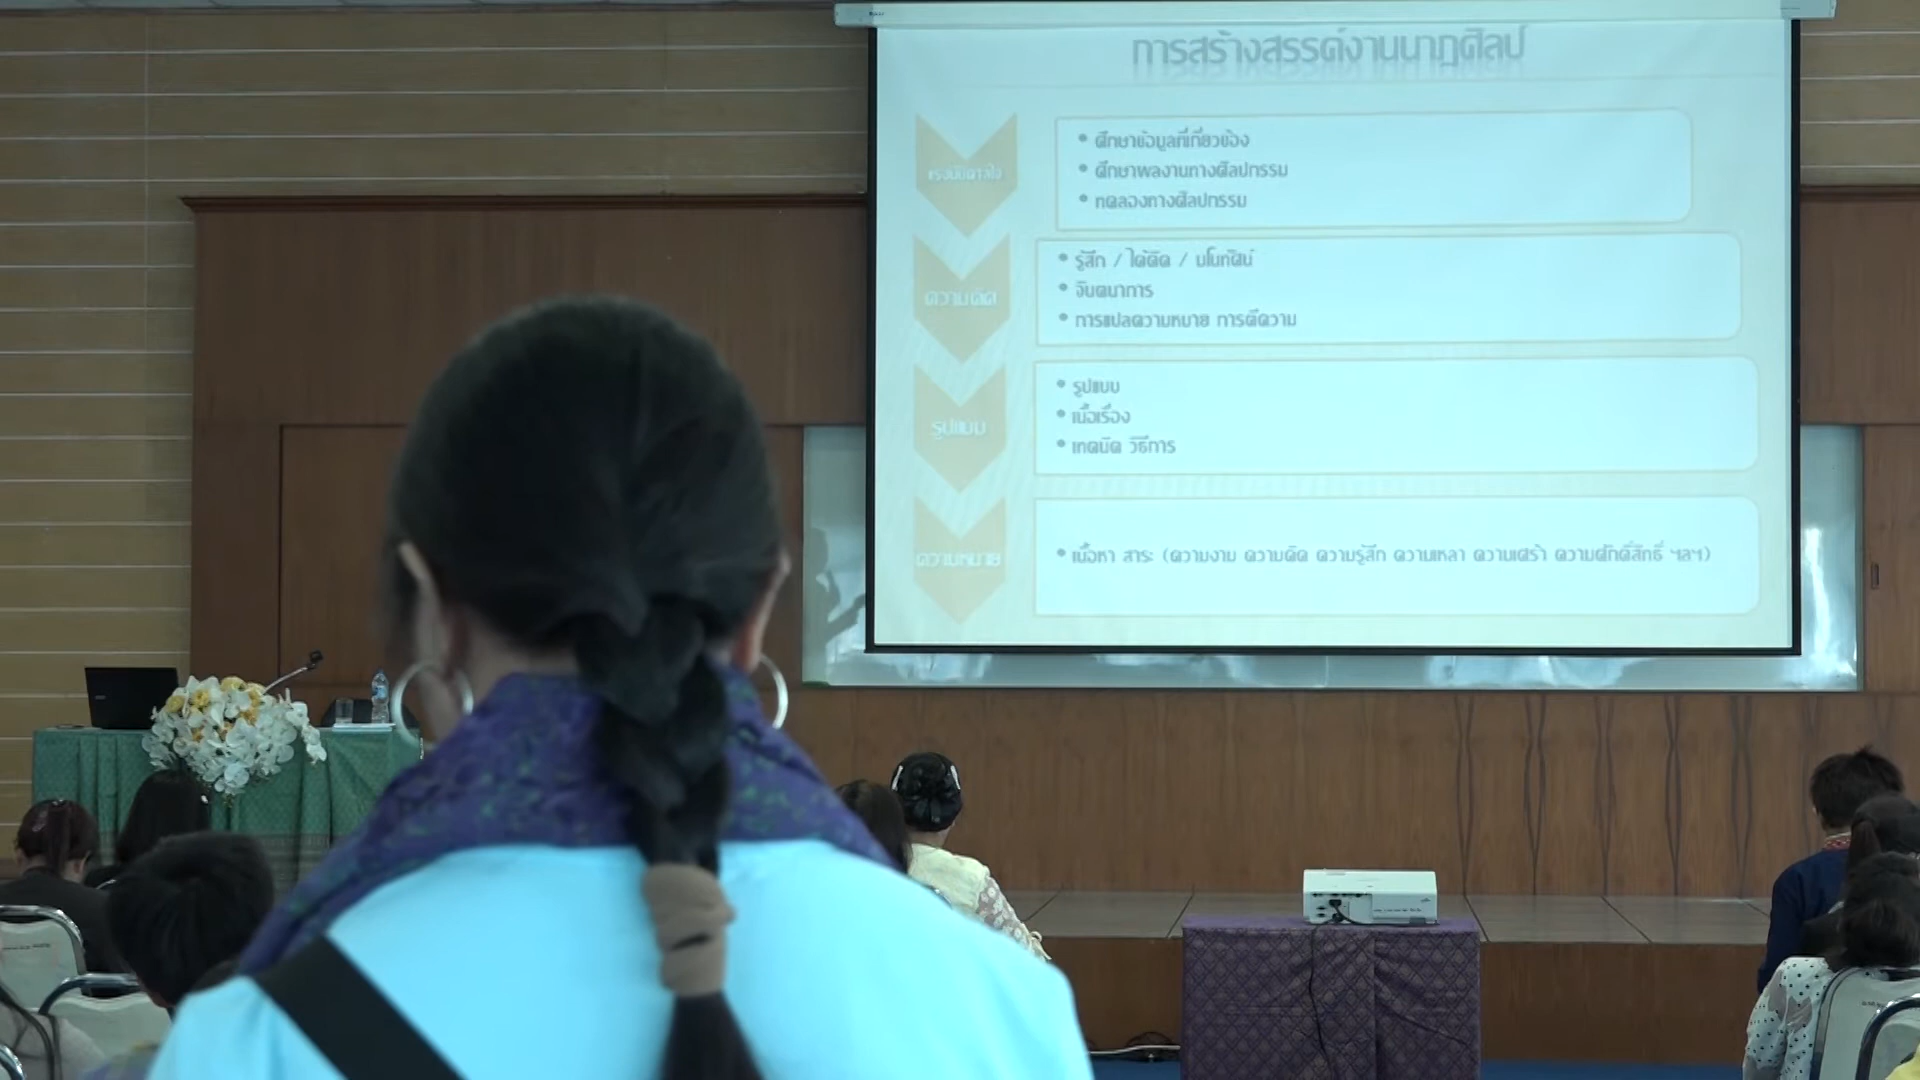 การสร้างสรรค์งานนาฏศิลป์
แรงบันดาลใจ
• ศึกษาข้อมูลที่เกี่ยวข้อง
• ศึกษาผลงานทางศิลปกรรม
• ทดลองทางศิลปกรรม
ความคิด
• รู้สึก / ได้คิด / มโนทัศน์
• จินตนาการ
• การแปลความหมาย การตีความ
รูปแบบ
• รูปแบบ
• เนื้อเรื่อง
• เทคนิค วิธีการ
ความหมาย
• เนื้อหา สาระ (ความงาม ความคิด ความรู้สึก ความเหลา ความเศร้า ความศักดิ์สิทธิ์ ฯลฯ)